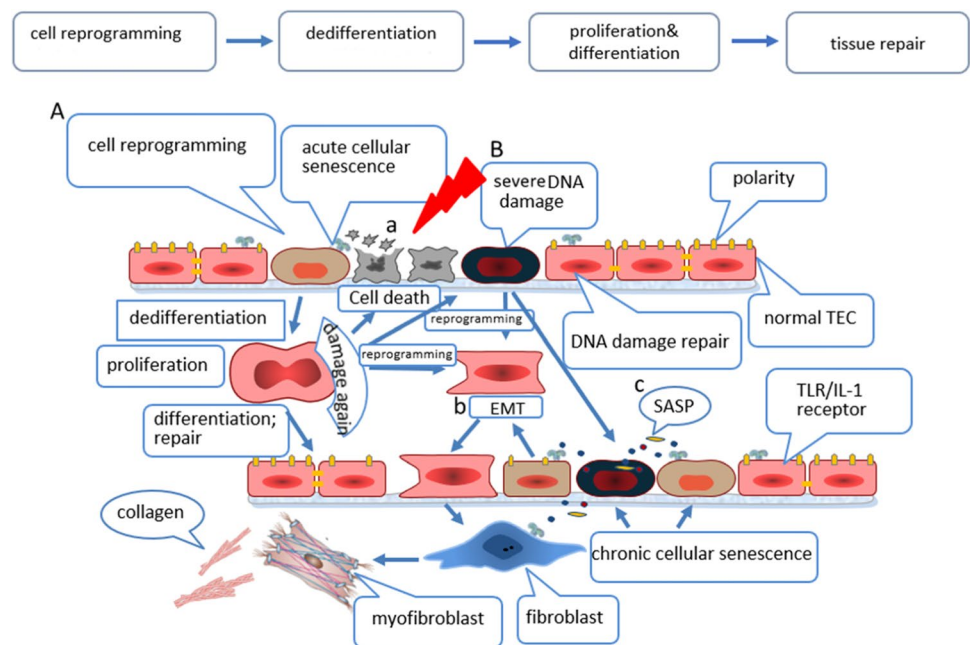 cell reprogramming
dedifferentiation
proliferation&
differentiation
tissue repair
A
cell reprogramming
acute cellular
senescence
B
severe DNA
damage
polarity
a
Cell death
dedifferentiation
reprogramming
normal TEC
proliferation
damage again
reprogramming
DNA damage repair
differentiation;
repair
b
EMT
c
SASP
TLR/IL-1
receptor
collagen
chronic cellular senescence
myofibroblast
fibroblast